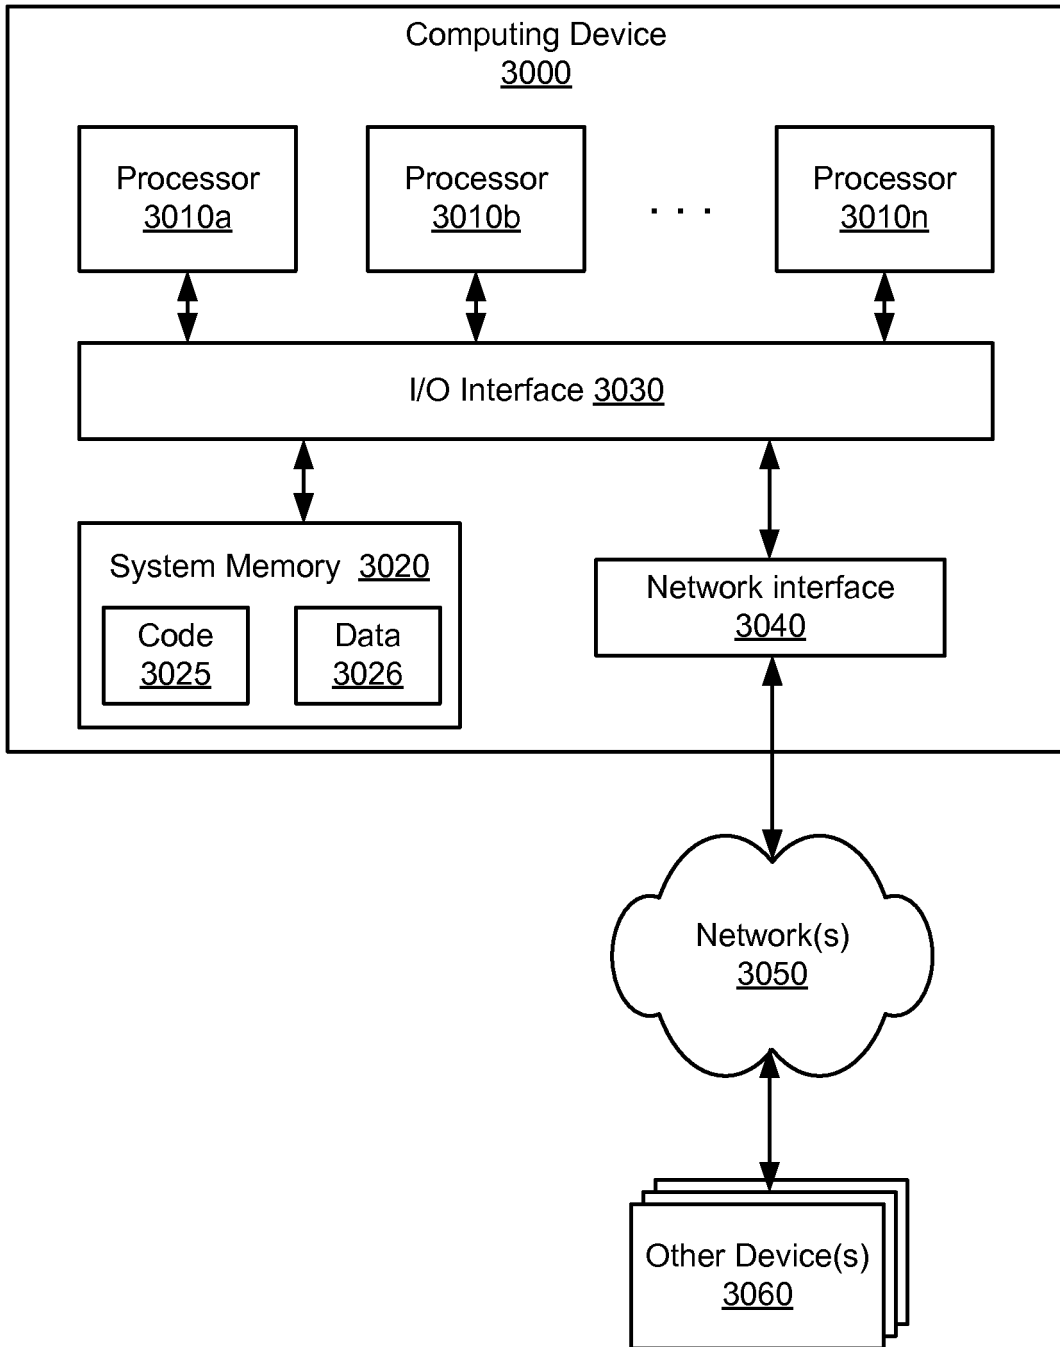 Computing Device
3000
Processor
3010a
Processor
3010b
. . .
Processor
3010n
I/O Interface 3030
System Memory 3020
Code
3025
Data
3026
Network interface
3040
Network(s)
3050
Other Device(s)
3060